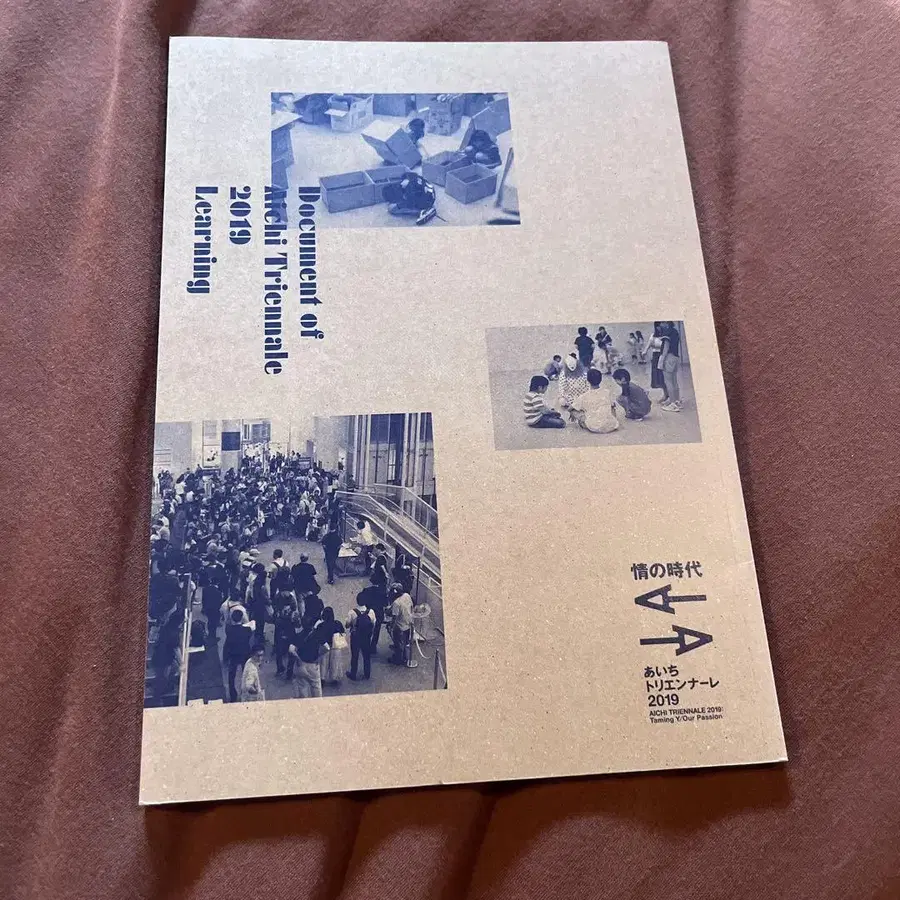 Document of
Aichi Triennale
2019
Learning
情の時代
あいち
トリエンナーレ
2019
AICHI TRIENNALE 2019:
Taming Y/Our Passion